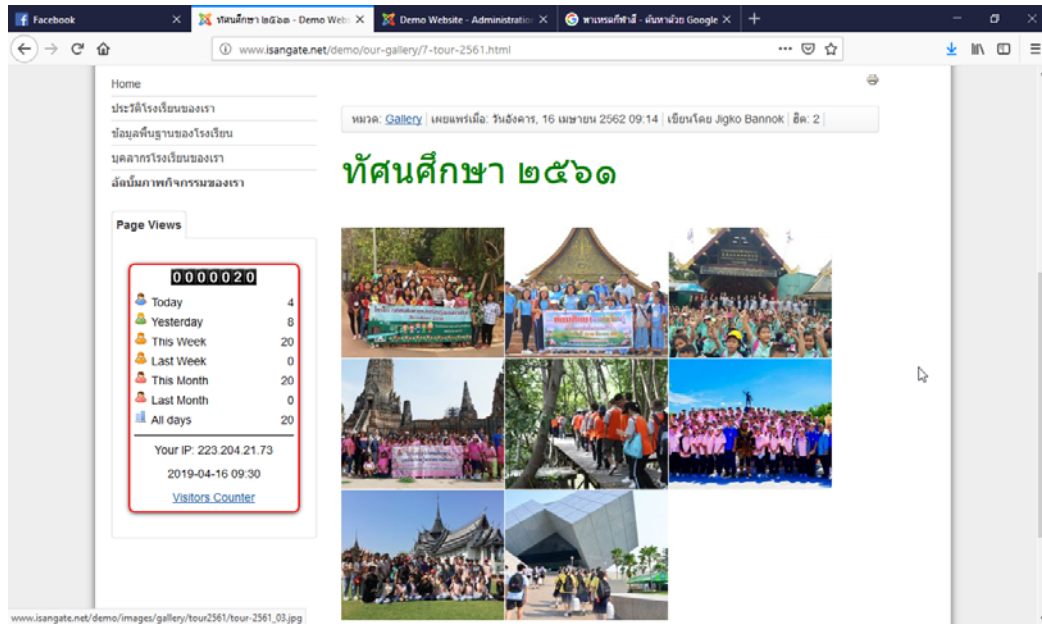 Facebook
ทัศนศึกษา ๒๕๖๑ - Demo Webs
Demo Website - Administration
พาเหรดกีฬาสี - ค้นหาด้วย Google
www.isangate.net/demo/our-gallery/7-tour-2561.html
Home
ประวัติโรงเรียนของเรา
ข้อมูลพื้นฐานของโรงเรียน
บุคลากรโรงเรียนของเรา
อัลบั้มภาพกิจกรรมของเรา
หมวด: Gallery | เผยแพร่เมื่อ: วันอังคาร, 16 เมษายน 2562 09:14 | เขียนโดย Jigko Bannok | ฮิต: 2
ทัศนศึกษา ๒๕๖๑
Page Views
0000020
Today 4
Yesterday 8
This Week 20
Last Week 0
This Month 20
Last Month 0
All days 20
Your IP: 223.204.21.73
2019-04-16 09:30
Visitors Counter
www.isangate.net/demo/images/gallery/tour2561/tour-2561_03.jpg